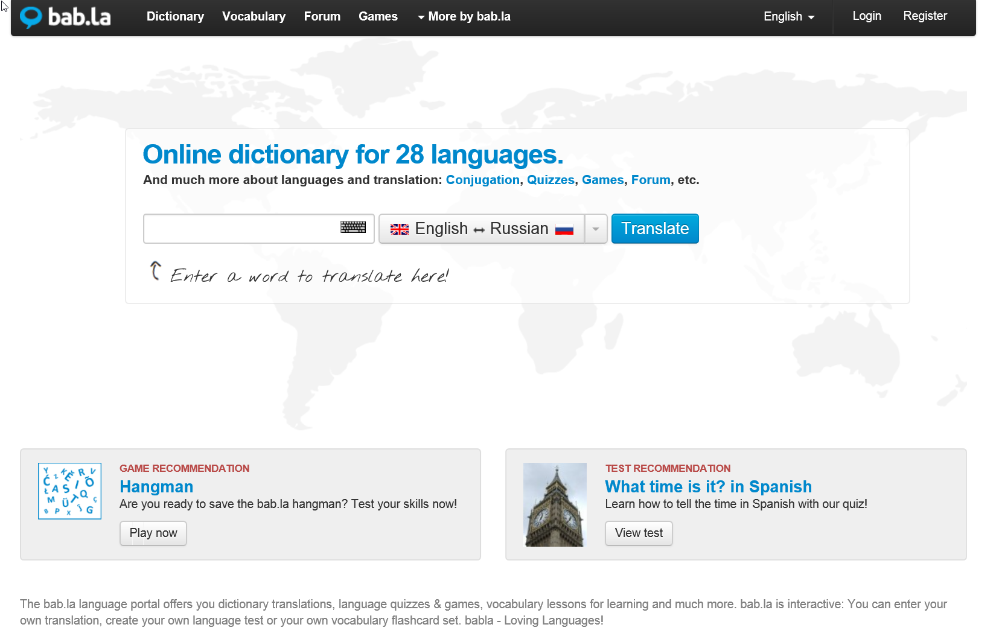 bab.la Dictionary Vocabulary Forum Games More by bab.la English Login Register
Online dictionary for 28 languages.
And much more about languages and translation: Conjugation, Quizzes, Games, Forum, etc.
English Russian Translate
Enter a word to translate here!
GAME RECOMMENDATION
Hangman
Are you ready to save the bab.la hangman? Test your skills now!
Play now
TEST RECOMMENDATION
What time is it? in Spanish
Learn how to tell the time in Spanish with our quiz!
View test
The bab.la language portal offers you dictionary translations, language quizzes & games, vocabulary lessons for learning and much more. bab.la is interactive: You can enter your
own translation, create your own language test or your own vocabulary flashcard set. babla - Loving Languages!